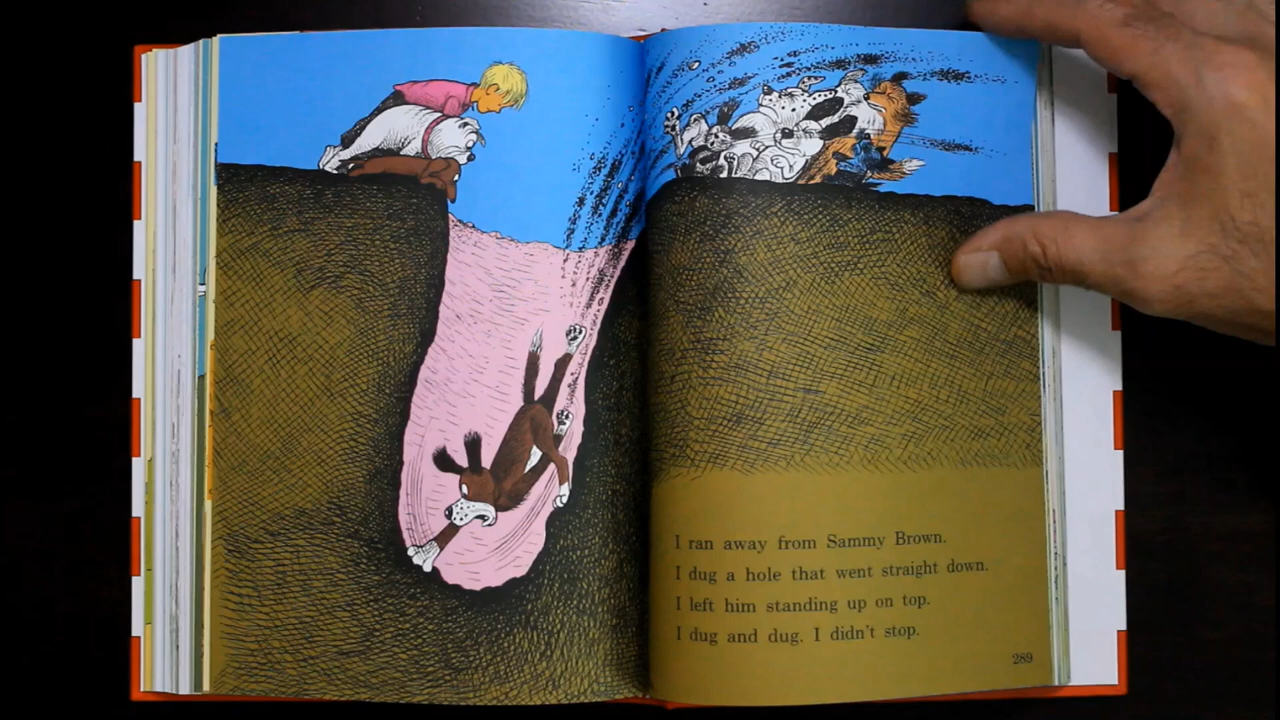 I ran away from Sammy Brown.
I dug a hole that went straight down.
I left him standing up on top.
I dug and dug. I didn't stop.
289